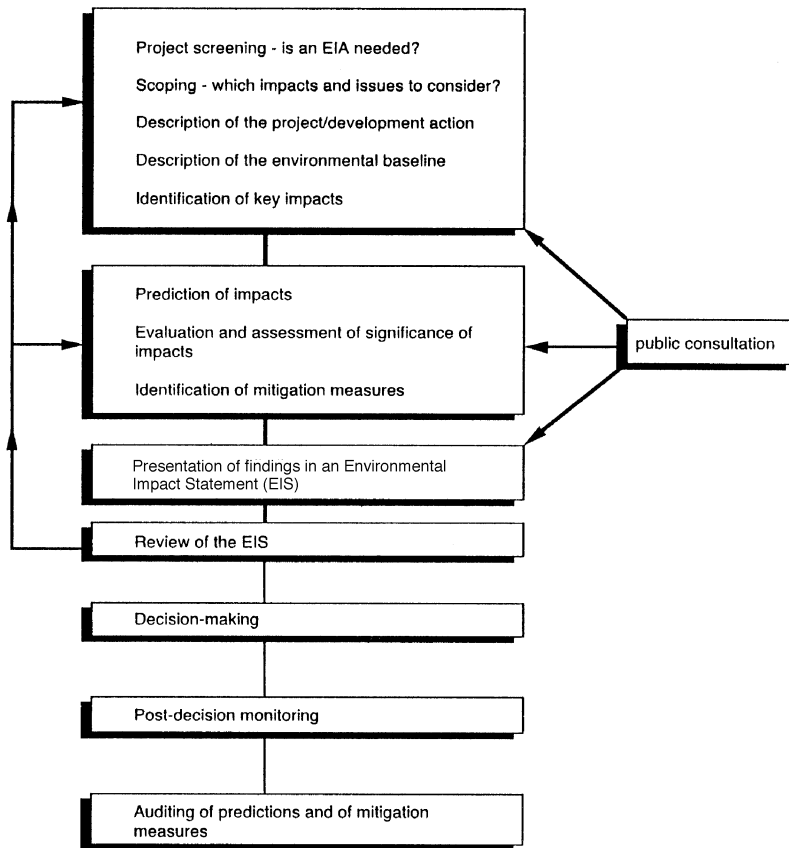 Project screening - is an EIA needed?
Scoping - which impacts and issues to consider?
Description of the project/development action
Description of the environmental baseline
Identification of key impacts
Prediction of impacts
Evaluation and assessment of significance of
impacts
Identification of mitigation measures
public consultation
Presentation of findings in an Environmental
Impact Statement (EIS)
Review of the EIS
Decision-making
Post-decision monitoring
Auditing of predictions and of mitigation
measures